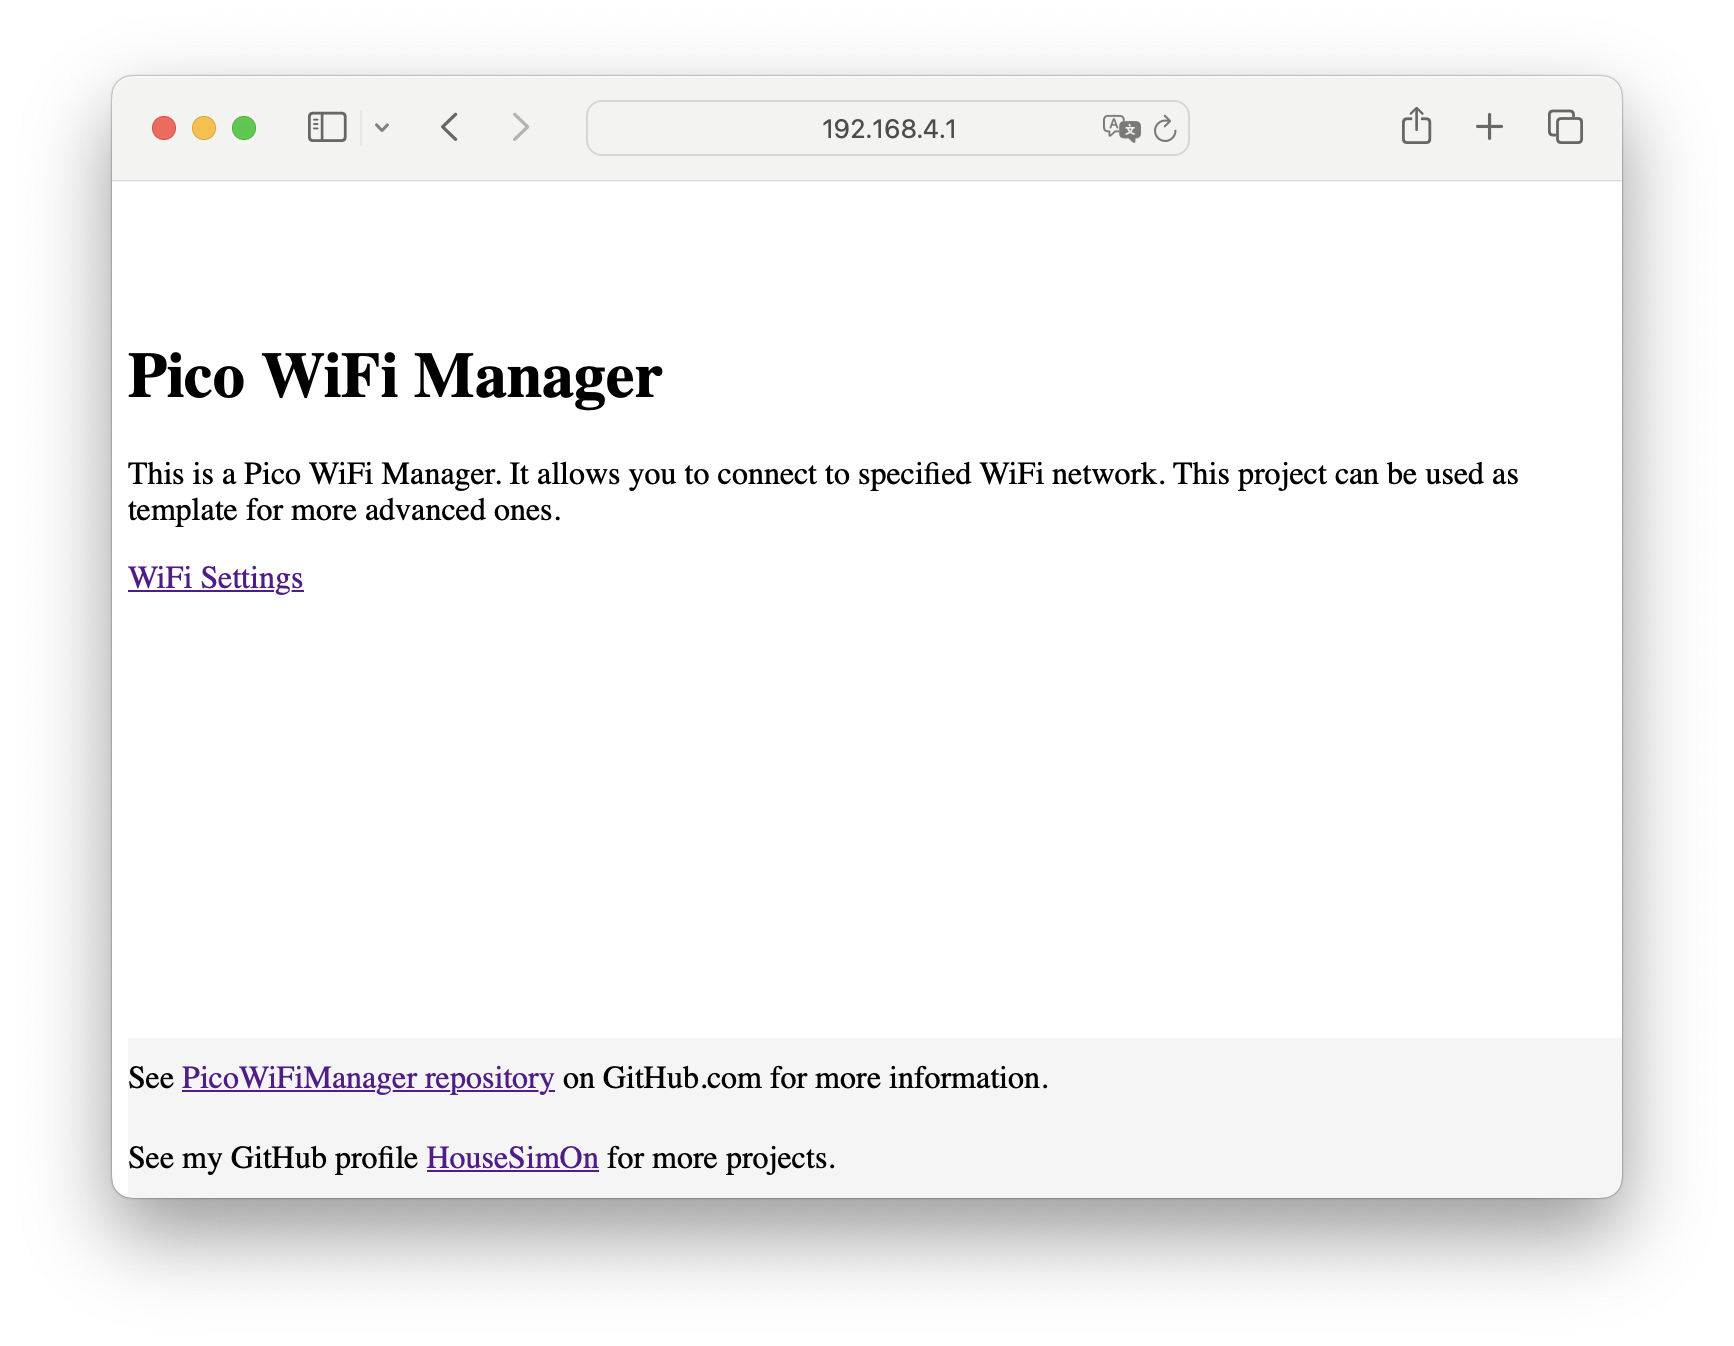 192.168.4.1
Pico WiFi Manager
This is a Pico WiFi Manager. It allows you to connect to specified WiFi network. This project can be used as
template for more advanced ones.
WiFi Settings
See PicoWiFiManager repository on GitHub.com for more information.
See my GitHub profile HouseSimOn for more projects.